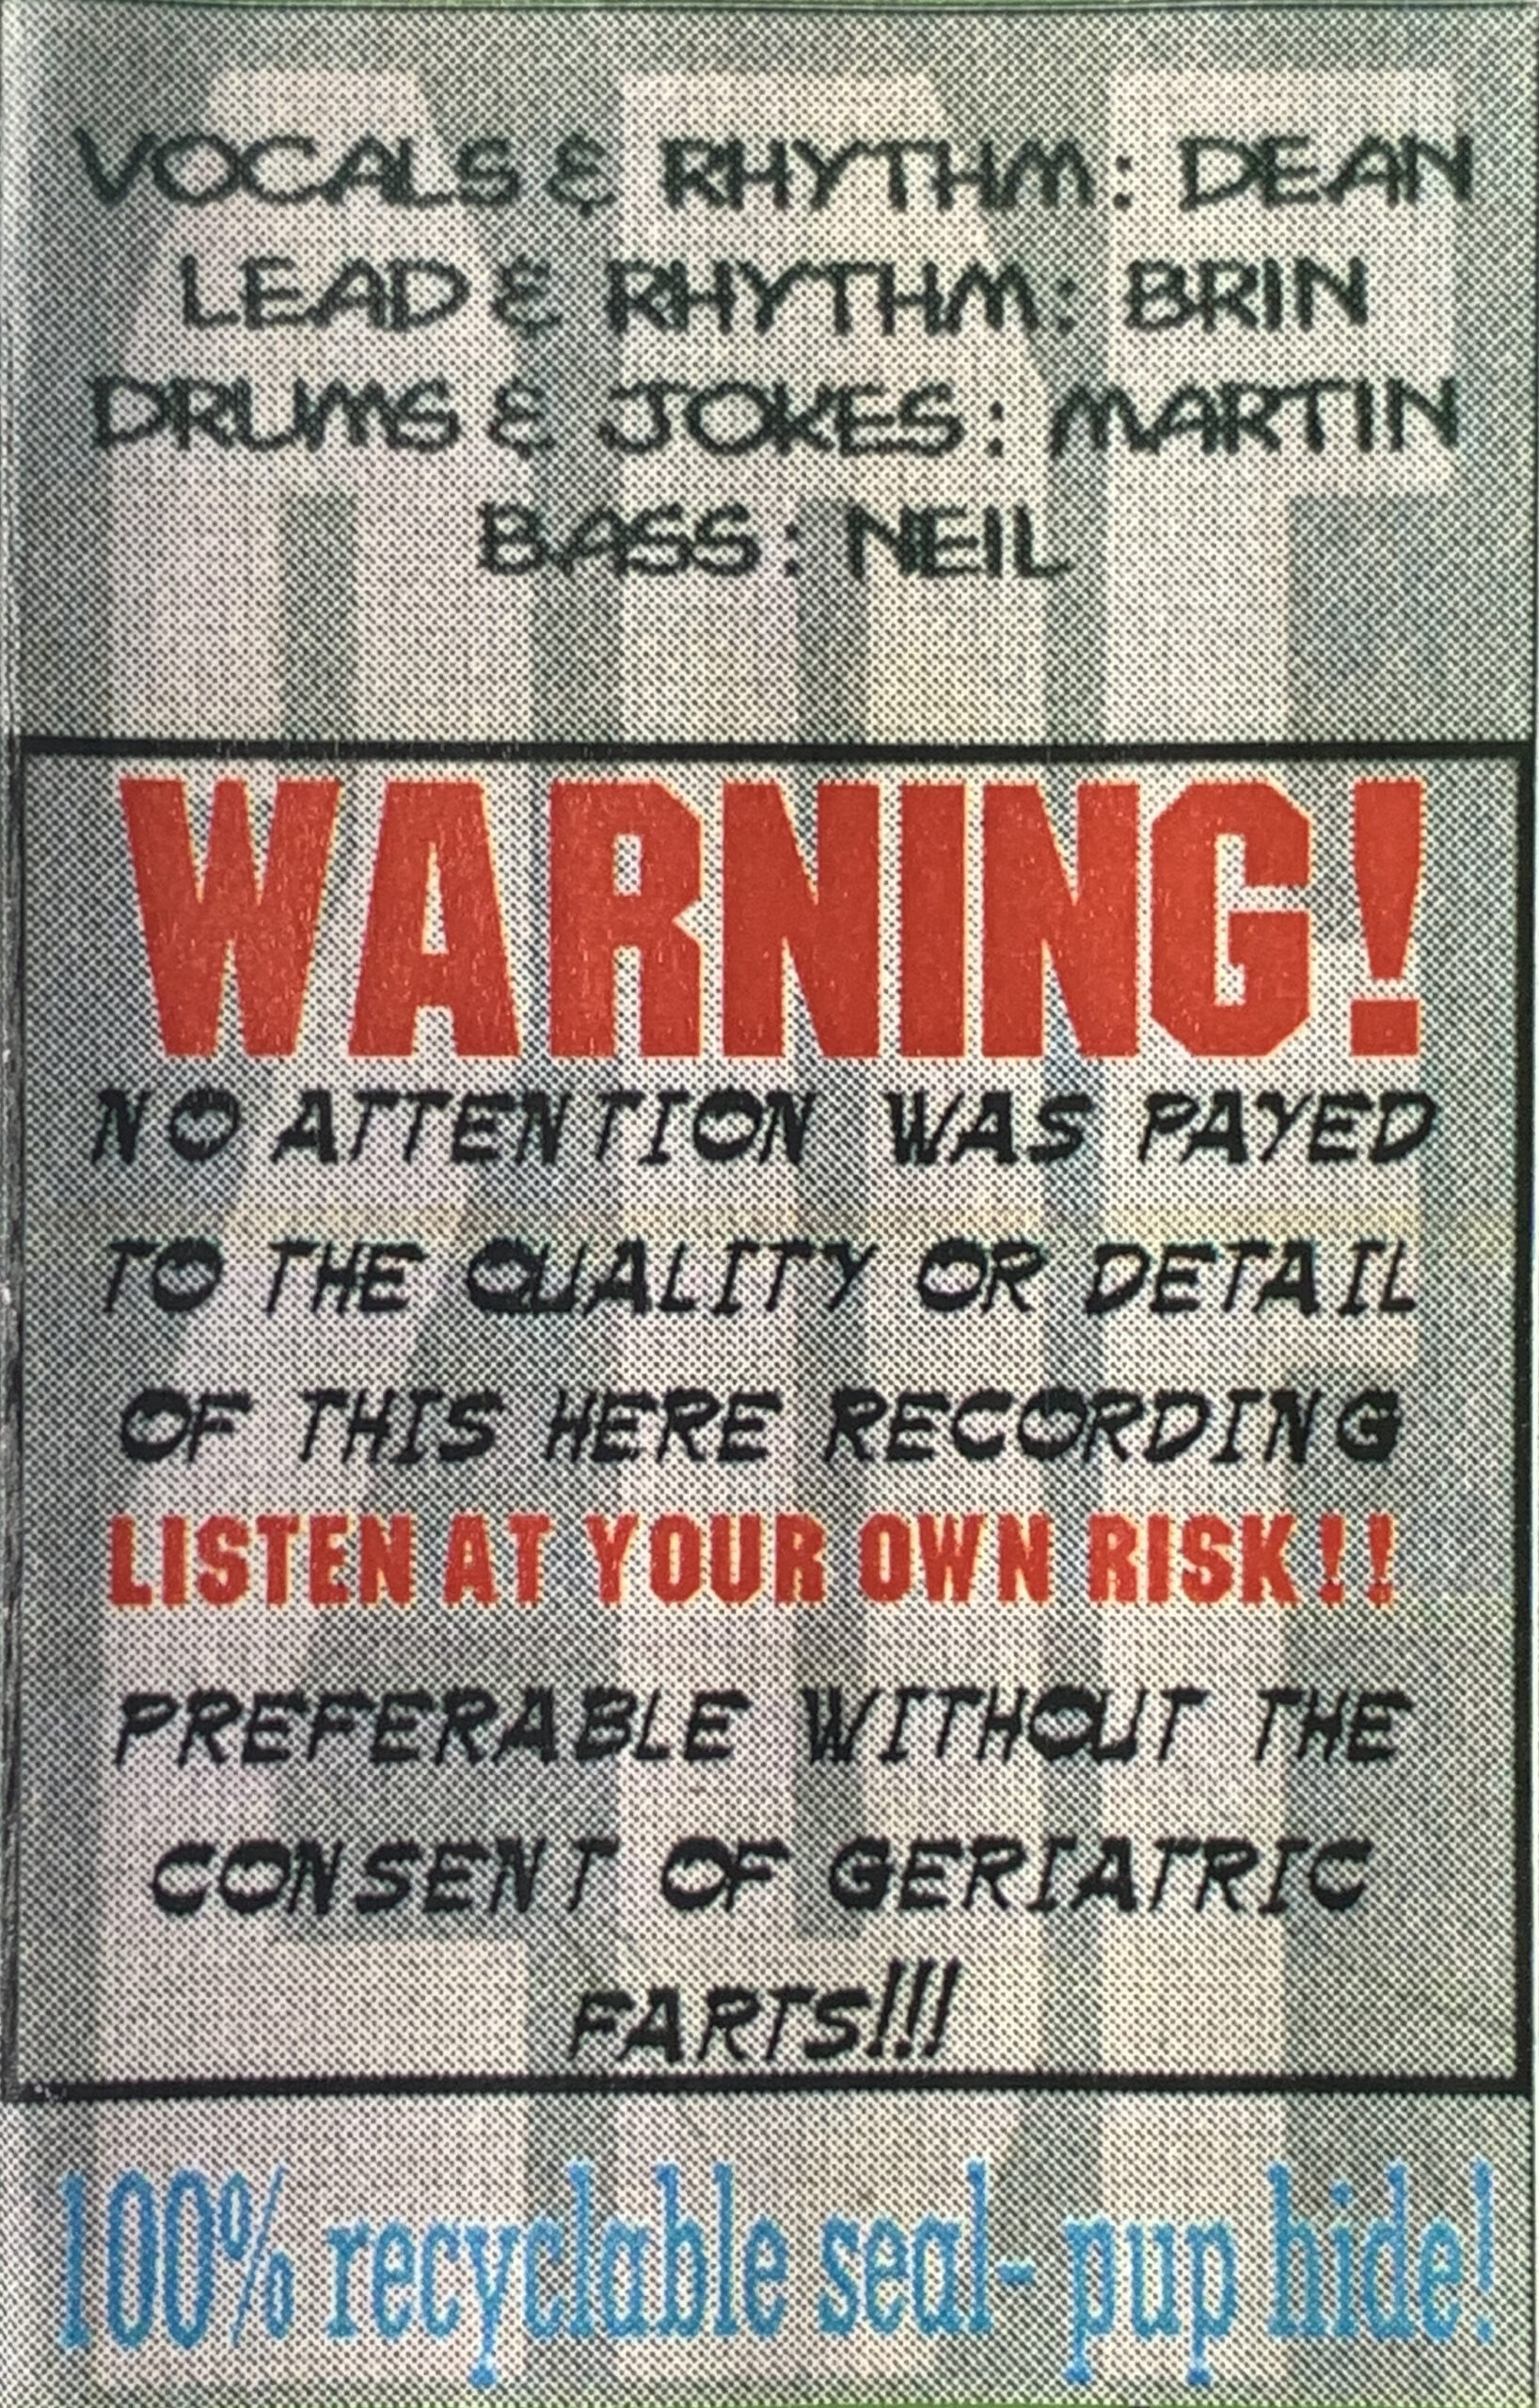 VOCALS & RHYTHM: DEAN
LEAD & RHYTHM: BRIN
DRUMS & JOKES: MARTIN
BASS: NEIL
WARNING!
NO ATTENTION WAS PAYED
TO THE QUALITY OR DETAIL
OF THIS HERE RECORDING
LISTEN AT YOUR OWN RISK!!
PREFERABLE WITHOUT THE
CONSENT OF GERIATRIC
FARTS!!!
100% recyclable seal-pup hide!